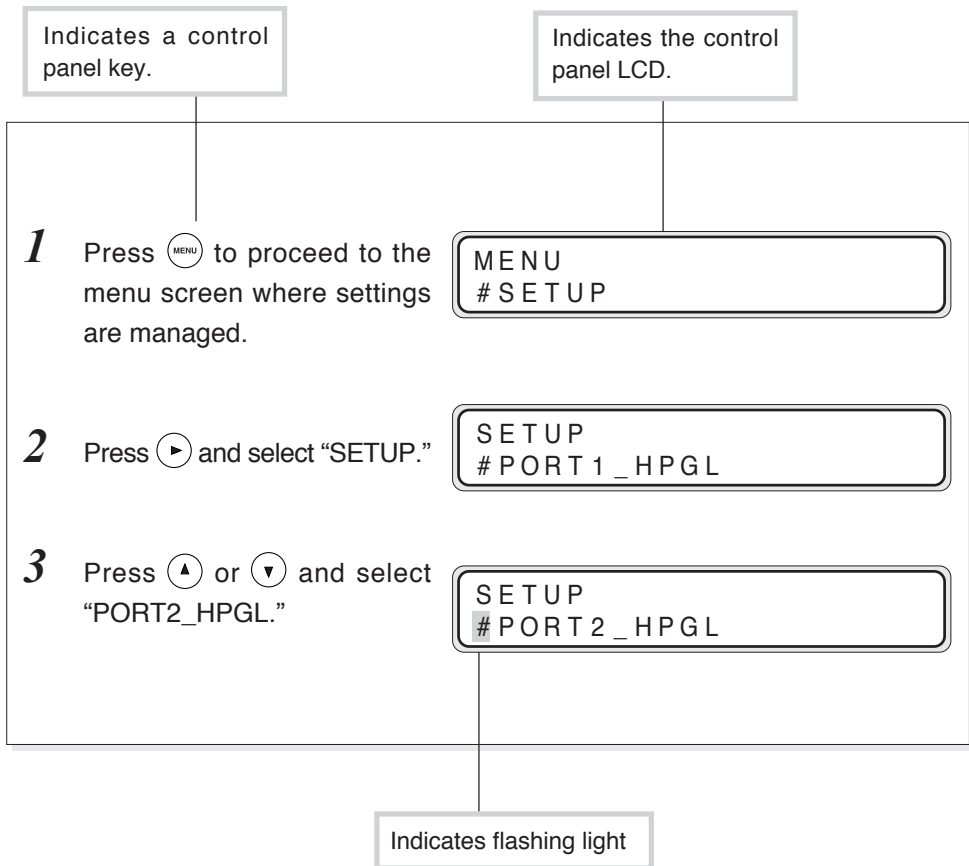 Indicates a control
panel key.
Indicates the control
panel LCD.
1 Press MENU to proceed to the
menu screen where settings
are managed.
MENU
#SETUP
2 Press and select “SETUP.”
SETUP
#PORT1_HPGL
3 Press or and select
“PORT2_HPGL.”
SETUP
#PORT2_HPGL
Indicates flashing light